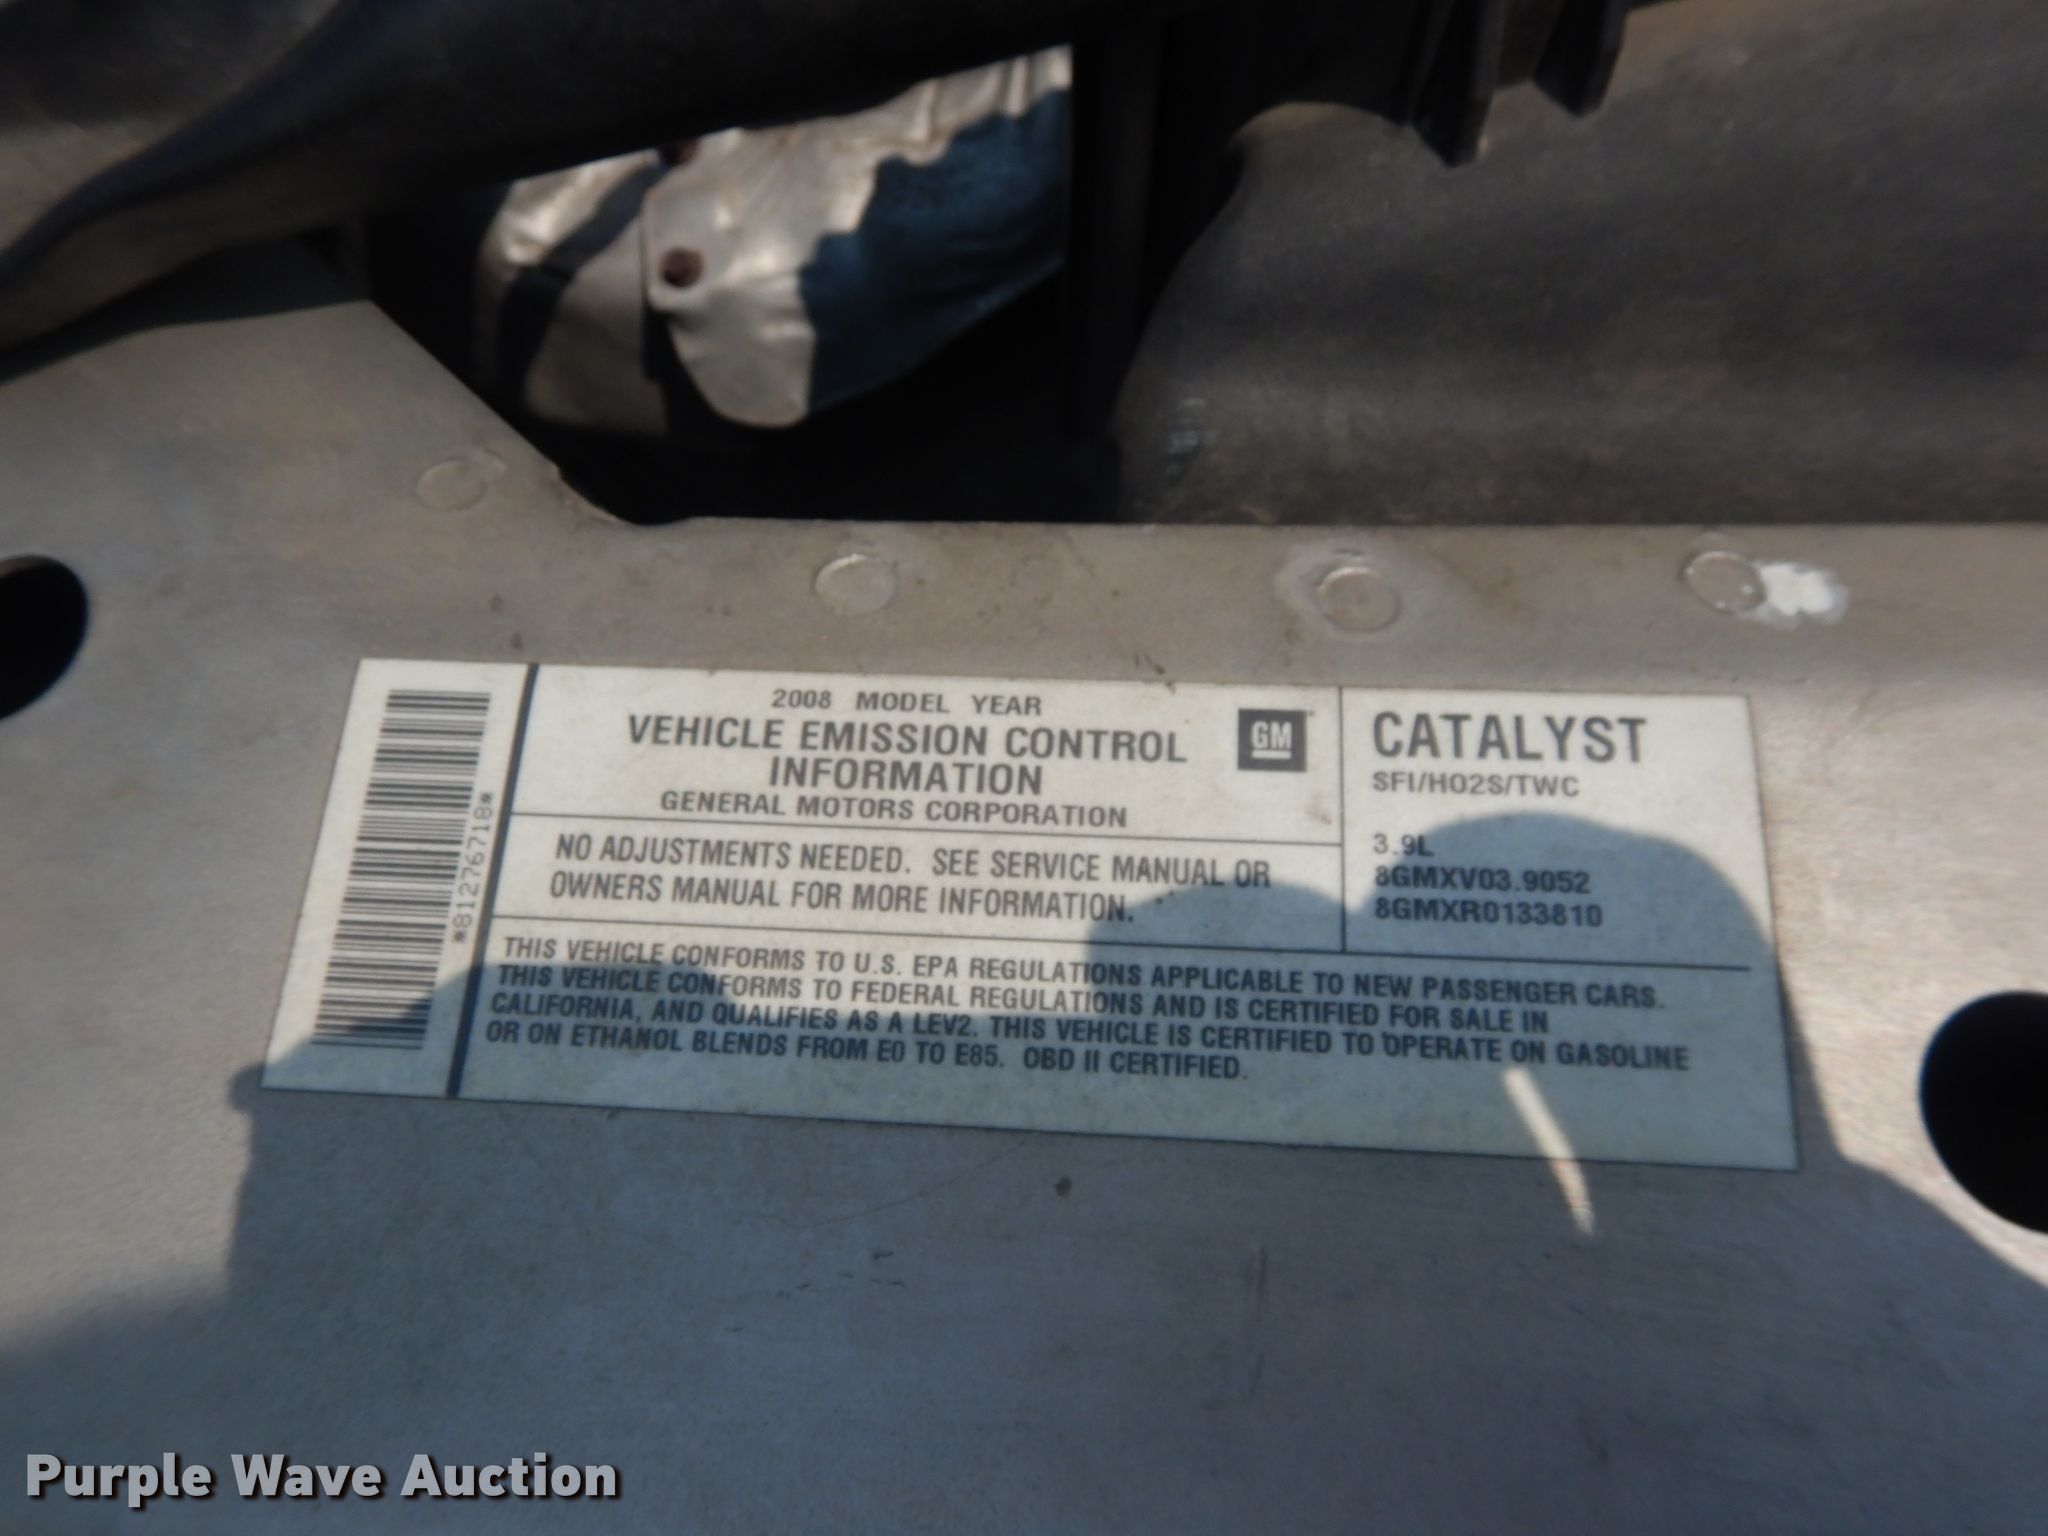 *81276718*
2008 MODEL YEAR
VEHICLE EMISSION CONTROL
INFORMATION
GENERAL MOTORS CORPORATION
GM
NO ADJUSTMENTS NEEDED. SEE SERVICE MANUAL OR
OWNERS MANUAL FOR MORE INFORMATION.
CATALYST
SFI/HO2S/TWC
3.9L
8GMXV03.9052
8GMXR0133810
THIS VEHICLE CONFORMS TO U.S. EPA REGULATIONS APPLICABLE TO NEW PASSENGER CARS.
THIS VEHICLE CONFORMS TO FEDERAL REGULATIONS AND IS CERTIFIED FOR SALE IN
CALIFORNIA, AND QUALIFIES AS A LEV2. THIS VEHICLE IS CERTIFIED TO OPERATE ON GASOLINE
OR ON ETHANOL BLENDS FROM E0 TO E85. OBD II CERTIFIED.
Purple Wave Auction